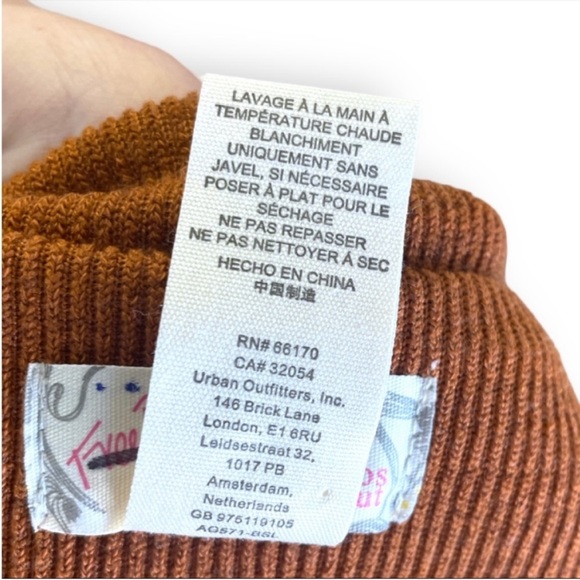 LAVAGE À LA MAIN À
TEMPÉRATURE CHAUDE
BLANCHIMENT
UNIQUEMENT SANS
JAVEL, SI NÉCESSAIRE
POSER À PLAT POUR LE
SÉCHAGE
NE PAS REPASSER
NE PAS NETTOYER À SEC
HECHO EN CHINA
中国制造
RN# 66170
CA# 32054
Urban Outfitters, Inc.
146 Brick Lane
London, E1 6RU
Leidsestraat 32,
1017 PB
Amsterdam,
Netherlands
GB 975119105